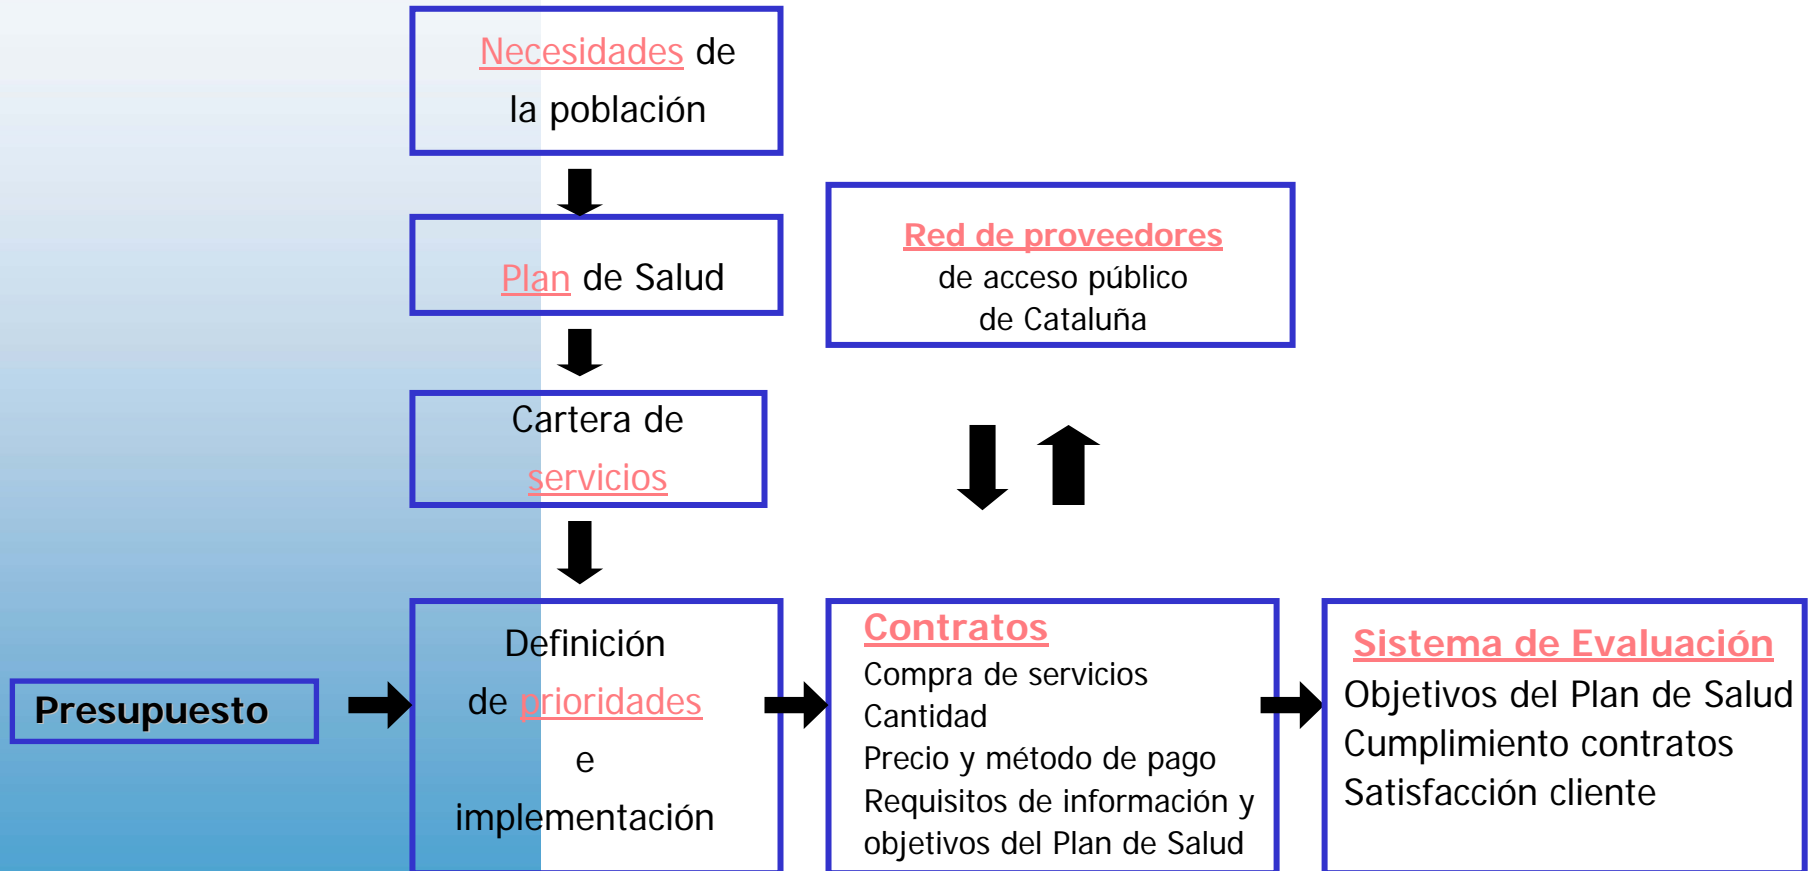 Necesidades de
la población
Plan de Salud
Red de proveedores
de acceso público
de Cataluña
Cartera de
servicios
Presupuesto
Definición
de prioridades
e
implementación
Contratos
Compra de servicios
Cantidad
Precio y método de pago
Requisitos de información y
objetivos del Plan de Salud
Sistema de Evaluación
Objetivos del Plan de Salud
Cumplimiento contratos
Satisfacción cliente